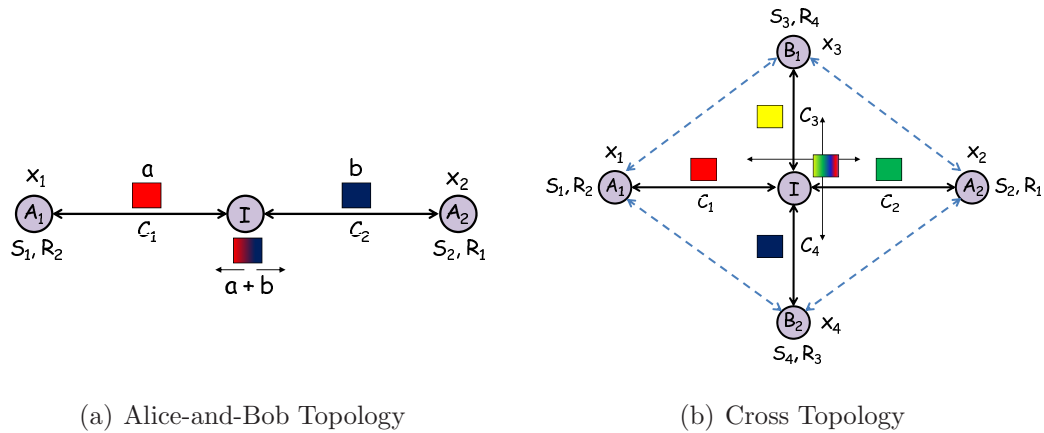 a
b
x1
x2
A1
I
A2
C1
C2
S1, R2
S2, R1
a + b
(a) Alice-and-Bob Topology
S3, R4
B1
x3
C3
x1
x2
S1, R2
A1
I
A2
S2, R1
C1
C2
C4
B2
x4
S4, R3
(b) Cross Topology